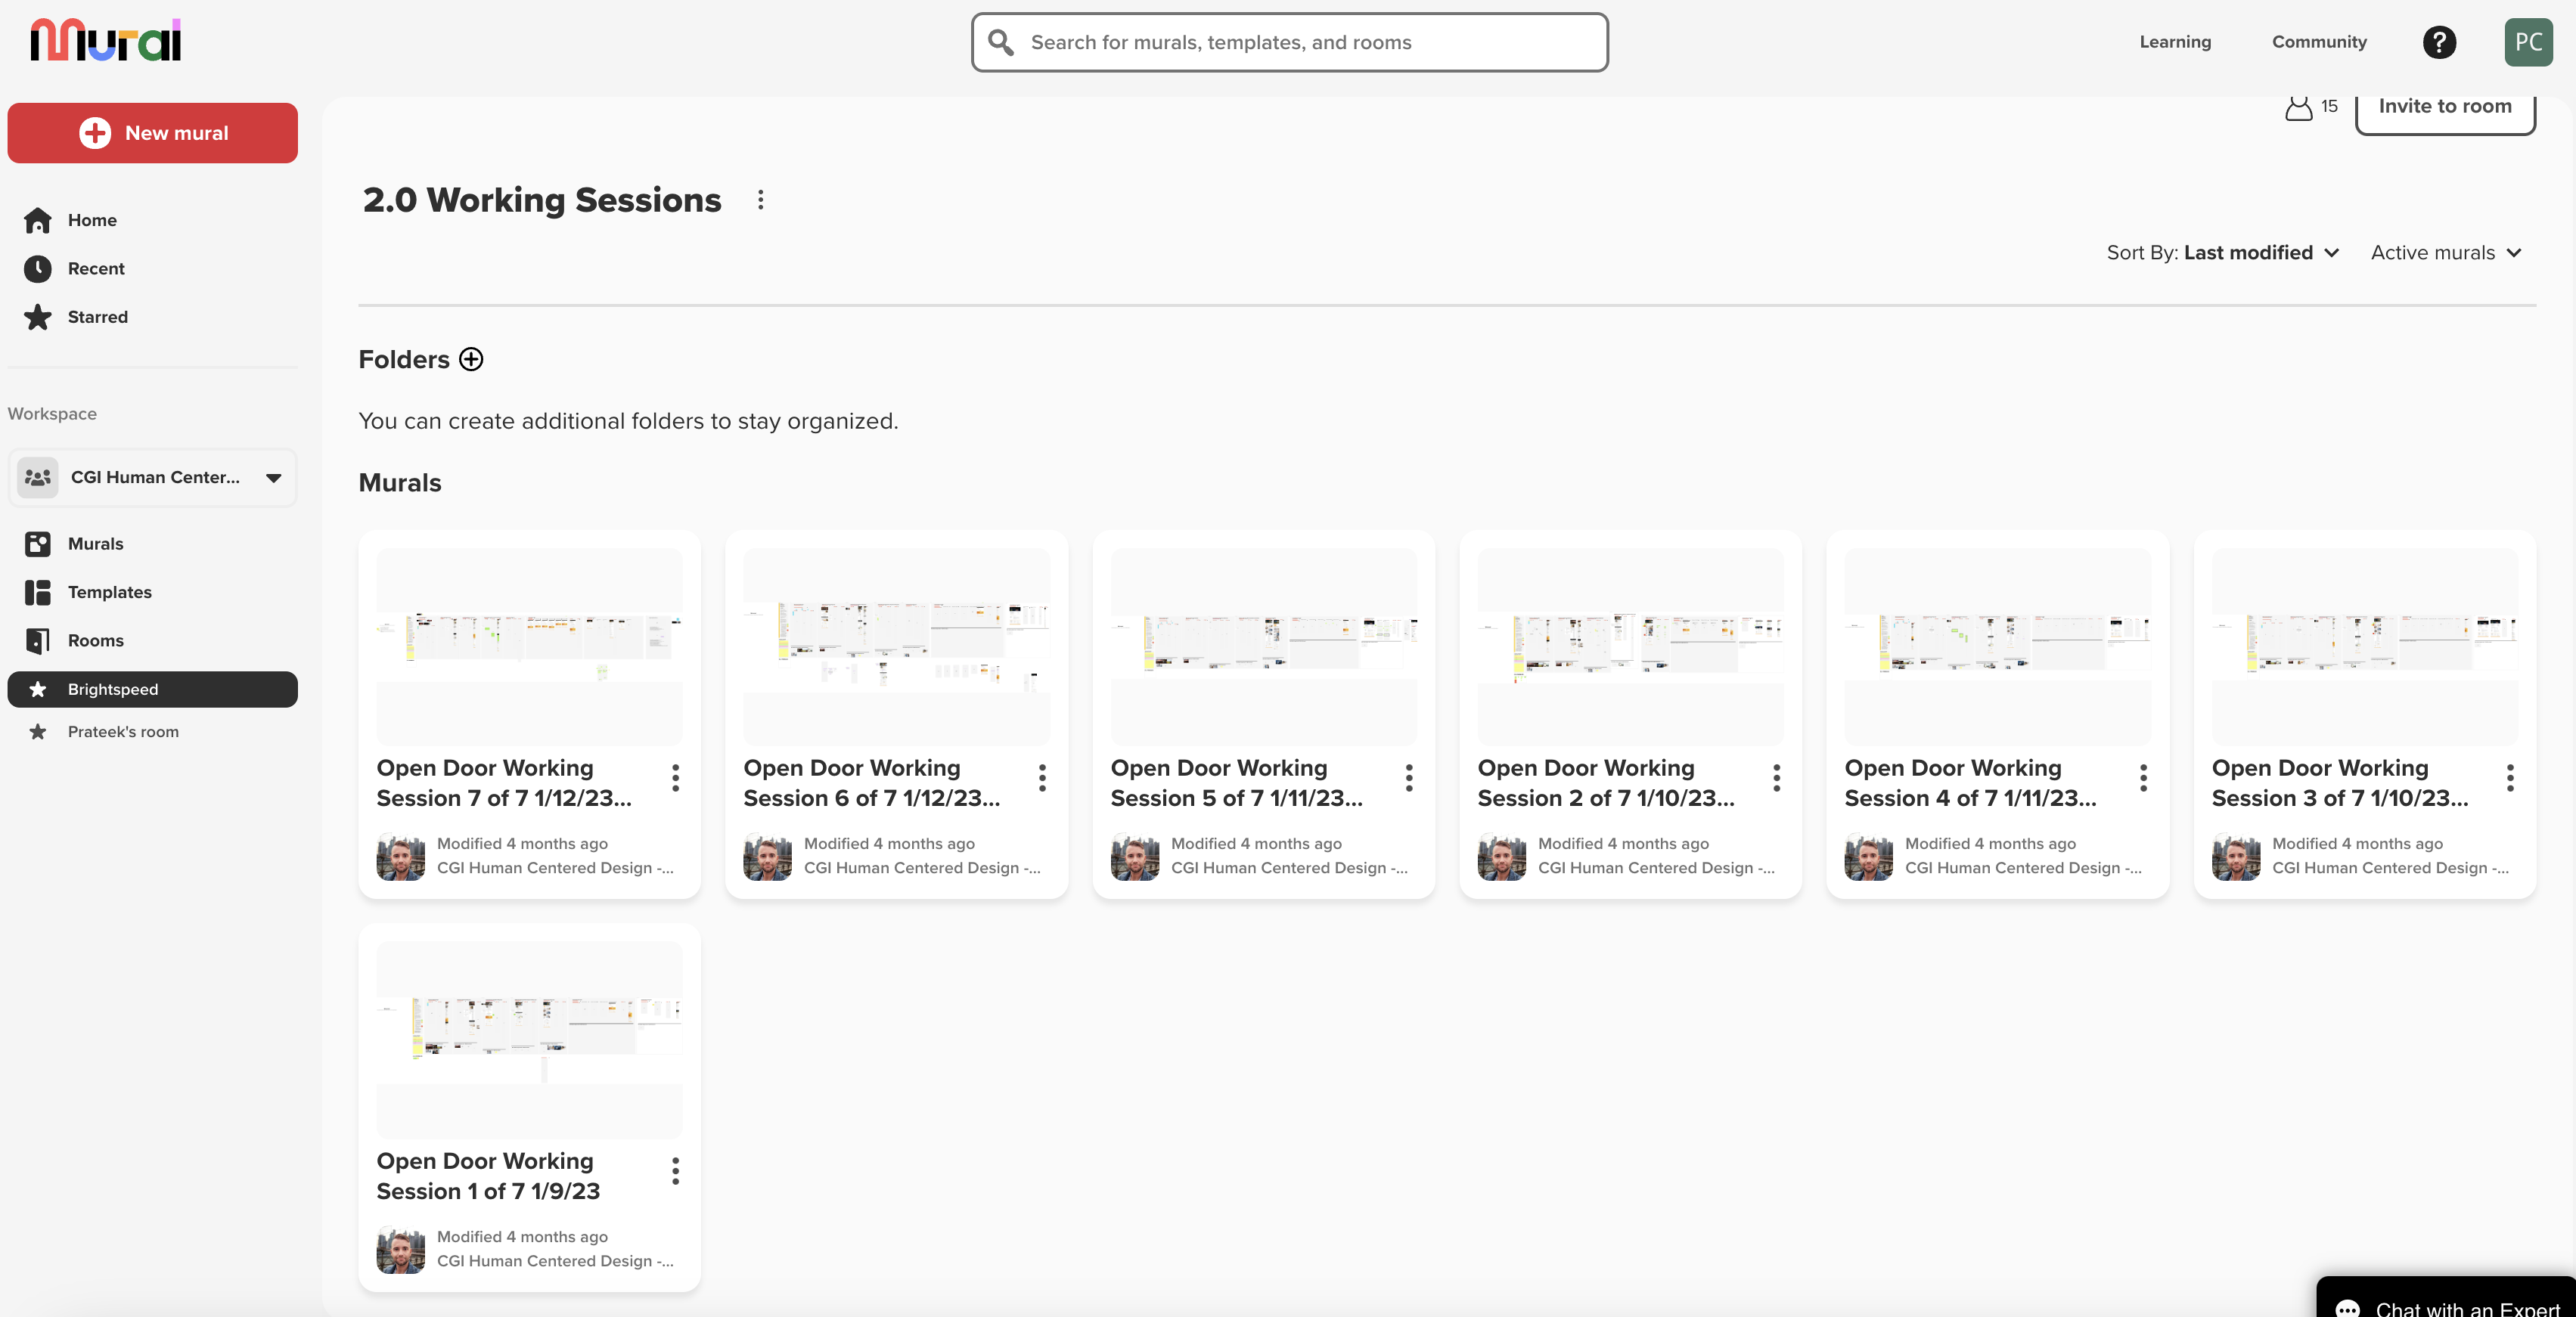 mural
Search for murals, templates, and rooms
Learning
Community
?
PC
New mural
Home
Recent
Starred
Workspace
CGI Human Center...
Murals
Templates
Rooms
Brightspeed
Prateek's room
15
Invite to room
2.0 Working Sessions
Sort By: Last modified
Active murals
Folders
You can create additional folders to stay organized.
Murals
Open Door Working
Session 7 of 7 1/12/23...
Modified 4 months ago
CGI Human Centered Design -...
Open Door Working
Session 6 of 7 1/12/23...
Modified 4 months ago
CGI Human Centered Design -...
Open Door Working
Session 5 of 7 1/11/23...
Modified 4 months ago
CGI Human Centered Design -...
Open Door Working
Session 2 of 7 1/10/23...
Modified 4 months ago
CGI Human Centered Design -...
Open Door Working
Session 4 of 7 1/11/23...
Modified 4 months ago
CGI Human Centered Design -...
Open Door Working
Session 3 of 7 1/10/23...
Modified 4 months ago
CGI Human Centered Design -...
Open Door Working
Session 1 of 7 1/9/23
Modified 4 months ago
CGI Human Centered Design -...
Chat with an Expert